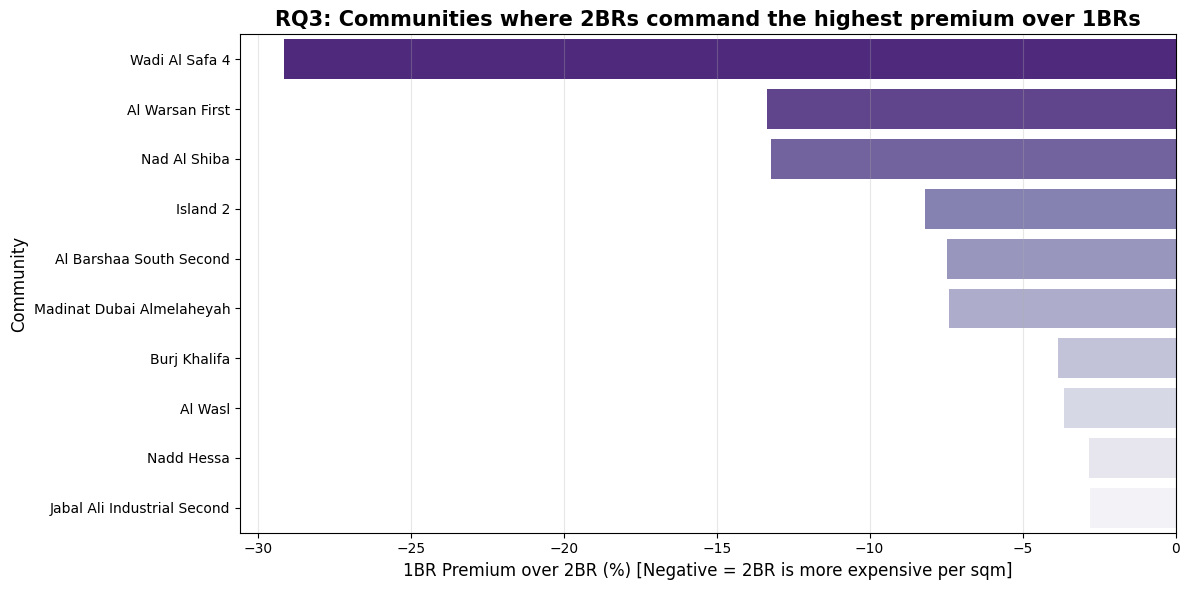 RQ3: Communities where 2BRs command the highest premium over 1BRs
Community
Wadi Al Safa 4
Al Warsan First
Nad Al Shiba
Island 2
Al Barshaa South Second
Madinat Dubai Almelaheyah
Burj Khalifa
Al Wasl
Nadd Hessa
Jabal Ali Industrial Second
−30 −25 −20 −15 −10 −5 0
1BR Premium over 2BR (%) [Negative = 2BR is more expensive per sqm]